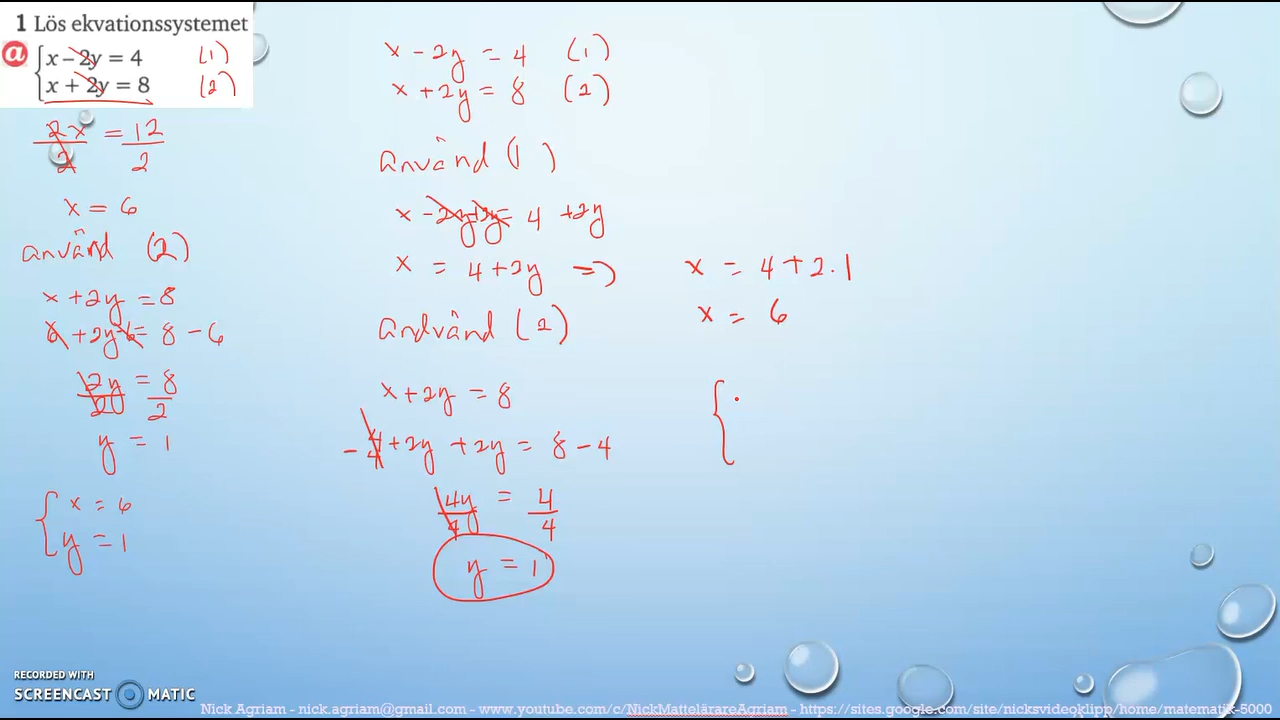 1 Lös ekvationssystemet
a
x − 2y = 4 (1)
x + 2y = 8 (2)
2x/2 = 12/2
x = 6
använd (2)
x + 2y = 8
6 + 2y − 6 = 8 − 6
2y/2 = 8/2
y = 1
x = 6
y = 1
x − 2y = 4 (1)
x + 2y = 8 (2)
använd (1)
x − 2y + 2y = 4 + 2y
x = 4 + 2y =>
andvänd (2)
x + 2y = 8
−4 4 + 2y + 2y = 8 − 4
4y/4 = 4/4
y = 1
x = 4 + 2 . 1
x = 6
RECORDED WITH
SCREENCAST MATIC
Nick Agriam - nick.agriam@gmail.com - www.youtube.com/c/NickMattelärareAgriam - https://sites.google.com/site/nicksvideoklipp/home/matematik-5000